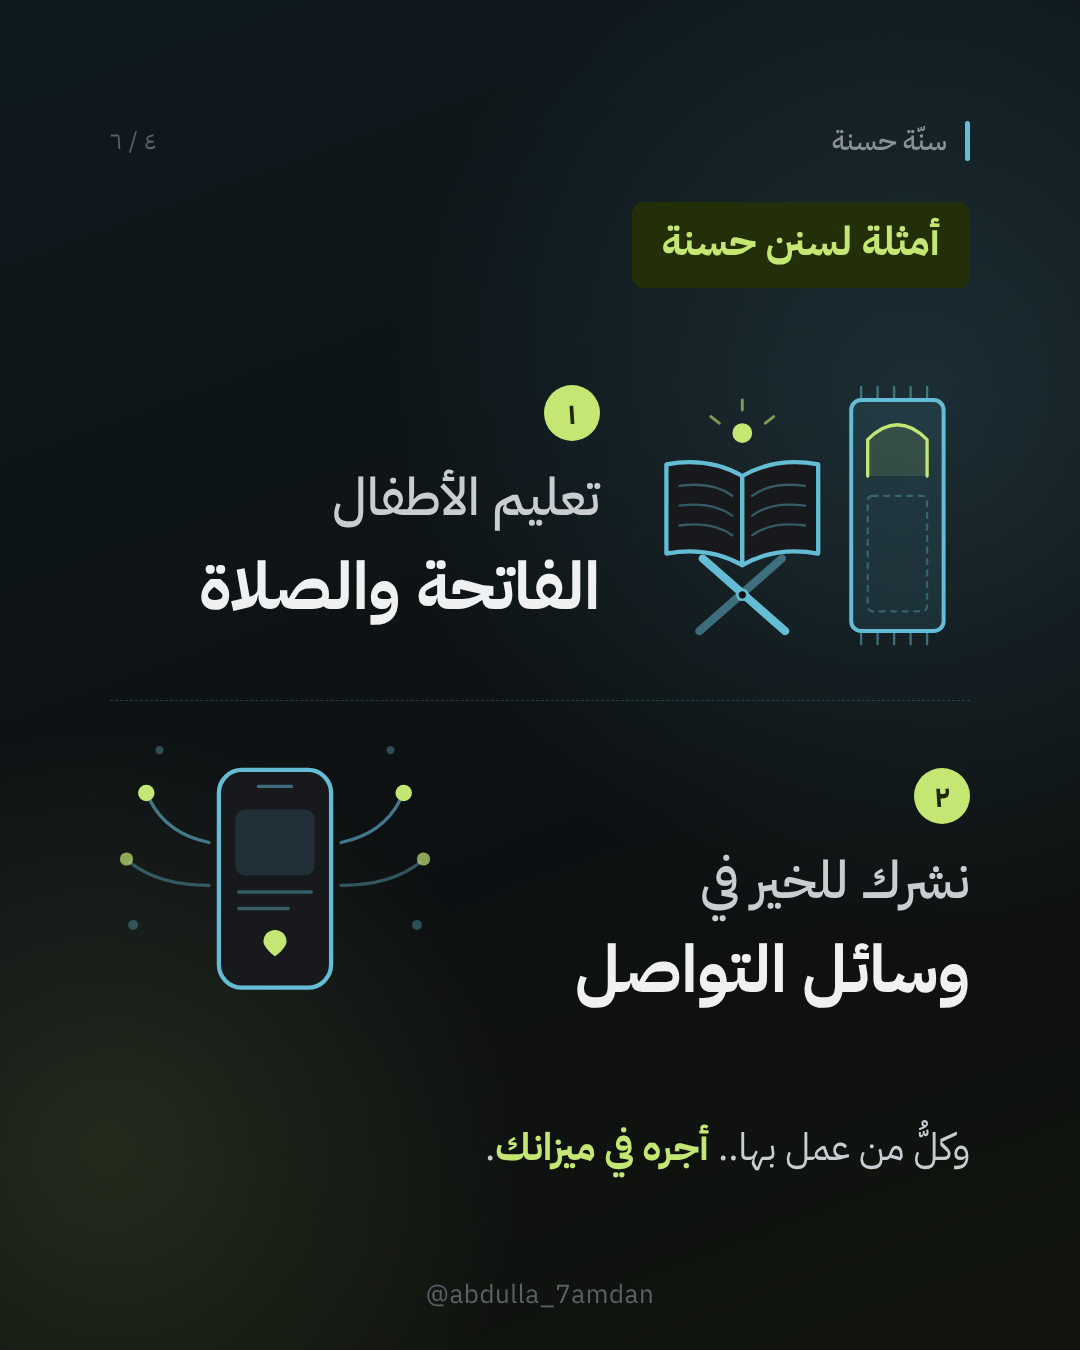 سنّة حسنة
٤ / ٦
أمثلة لسنن حسنة
١
تعليم الأطفال
الفاتحة والصلاة
٢
نشرك للخير في
وسائل التواصل
وكلُّ من عمل بها.. أجره في ميزانك.
@abdulla_7amdan